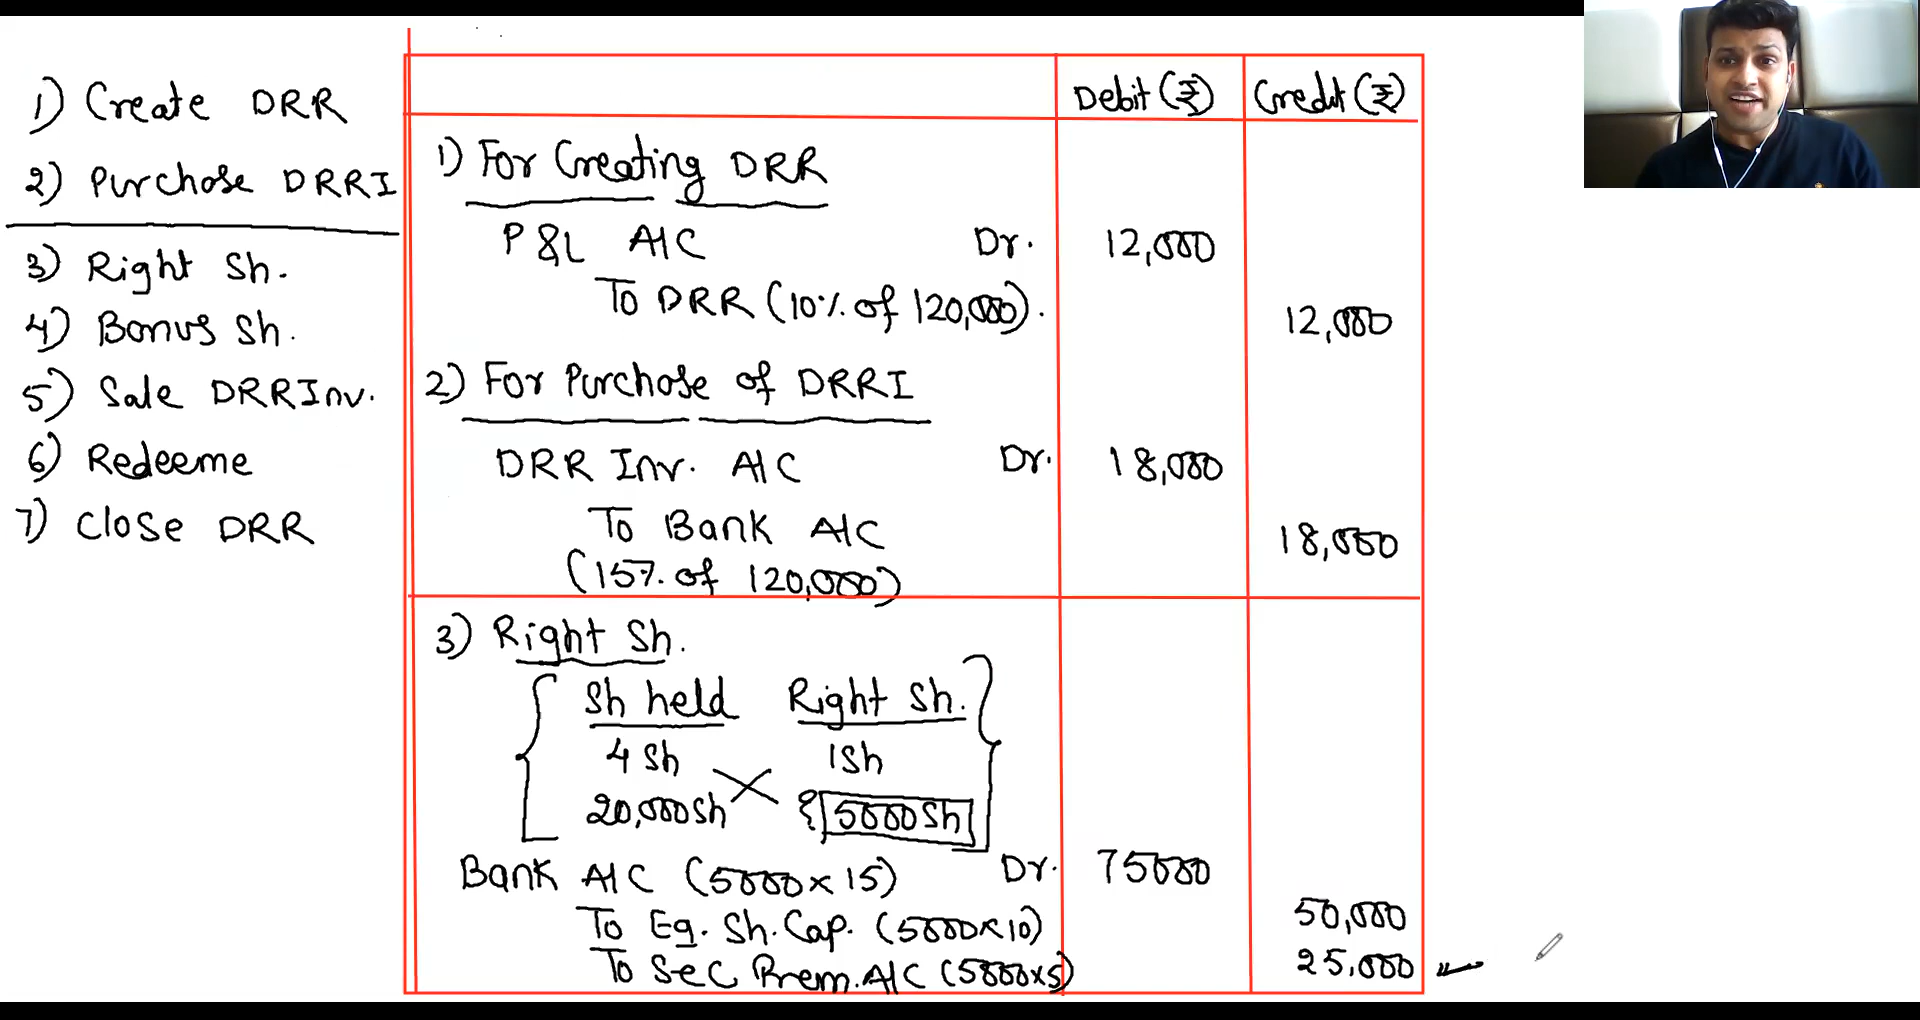 1) Create DRR
2) Purchase DRRI
3) Right Sh.
4) Bonus Sh.
5) Sale DRRInv.
6) Redeeme
7) Close DRR
Debit (₹) Credit (₹)
1) For Creating DRR
P&L A/C Dr. 12,000
To DRR (10% of 120,000). 12,000
2) For Purchase of DRRI
DRR Inv. A/C Dr. 18,000
To Bank A/C 18,000
(15% of 120,000)
3) Right Sh.
Sh held Right Sh.
4 Sh 1Sh
20,000Sh ? 5000Sh
Bank A/C (5000×15) Dr. 75000
To Eq. Sh. Cap. (5000×10) 50,000
To Sec Prem. A/C (5000×5) 25,000